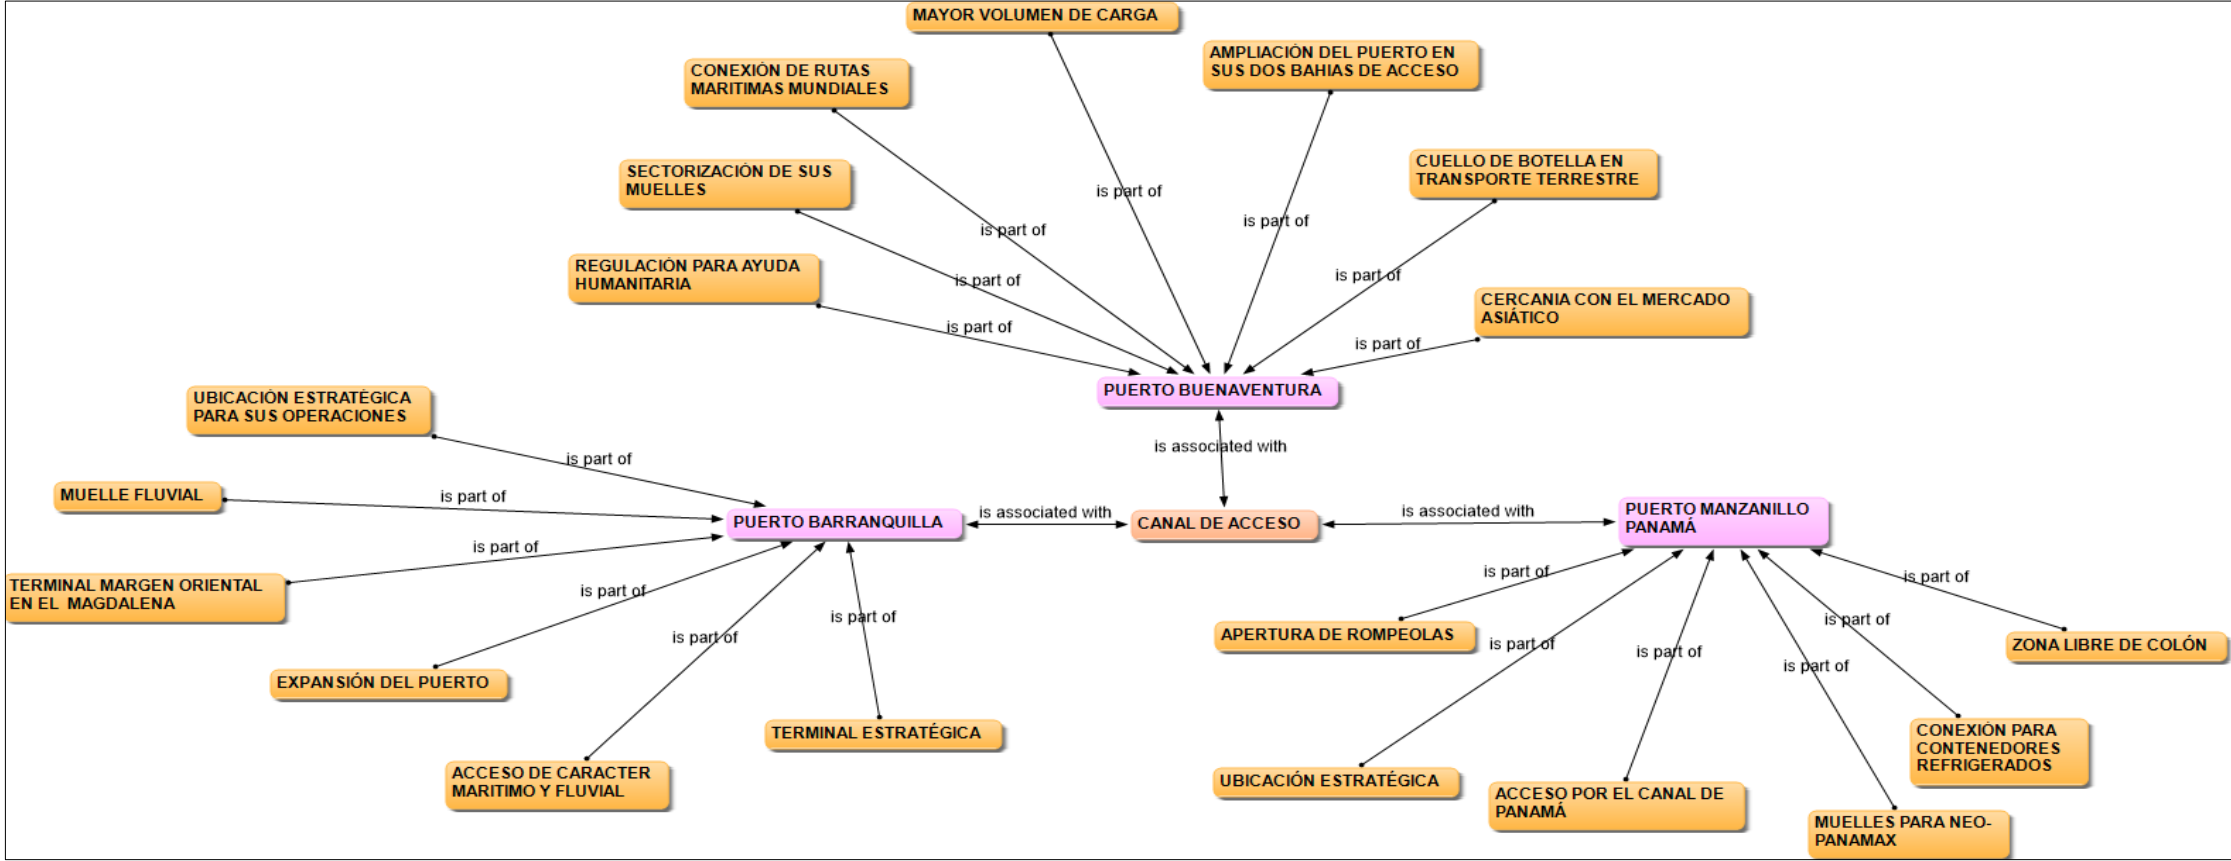 MAYOR VOLUMEN DE CARGA
AMPLIACIÓN DEL PUERTO EN
SUS DOS BAHIAS DE ACCESO
CONEXIÓN DE RUTAS
MARITIMAS MUNDIALES
CUELLO DE BOTELLA EN
TRANSPORTE TERRESTRE
SECTORIZACIÓN DE SUS
MUELLES
is part of
is part of
is part of
REGULACIÓN PARA AYUDA
HUMANITARIA
is part of
is part of
CERCANIA CON EL MERCADO
ASIÁTICO
is part of
is part of
PUERTO BUENAVENTURA
UBICACIÓN ESTRATÉGICA
PARA SUS OPERACIONES
is associated with
is part of
MUELLE FLUVIAL
is part of
PUERTO BARRANQUILLA
is associated with
CANAL DE ACCESO
is associated with
PUERTO MANZANILLO
PANAMÁ
is part of
TERMINAL MARGEN ORIENTAL
EN EL MAGDALENA
is part of
is part of
is part of
is part of
is part of
APERTURA DE ROMPEOLAS
is part of
is part of
is part of
is part of
ZONA LIBRE DE COLÓN
EXPANSIÓN DEL PUERTO
TERMINAL ESTRATÉGICA
ACCESO DE CARACTER
MARITIMO Y FLUVIAL
UBICACIÓN ESTRATÉGICA
ACCESO POR EL CANAL DE
PANAMÁ
CONEXIÓN PARA
CONTENEDORES
REFRIGERADOS
MUELLES PARA NEO-
PANAMAX